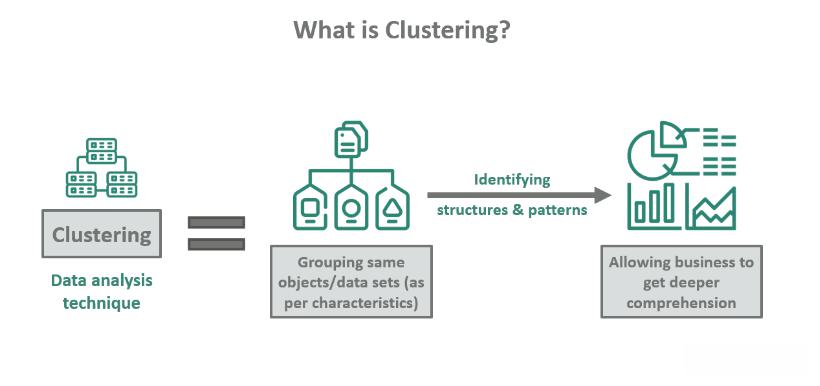 What is Clustering?
Clustering
Data analysis
technique
Grouping same
objects/data sets (as
per characteristics)
Identifying
structures & patterns
Allowing business to
get deeper
comprehension